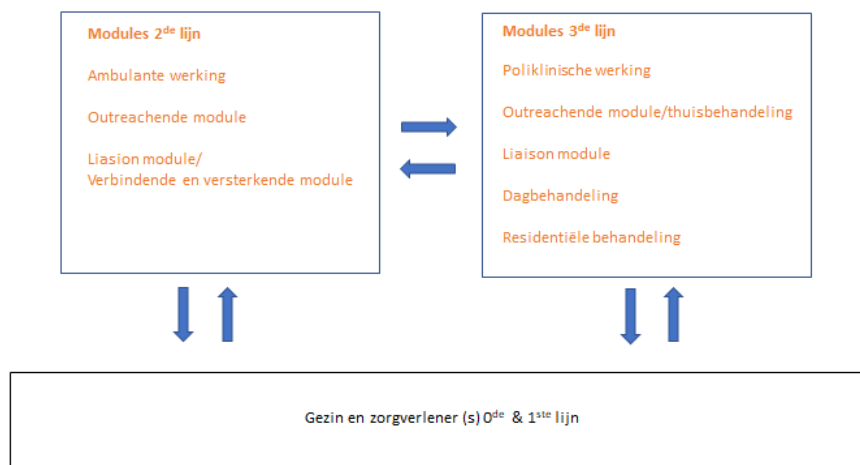 Modules 2de lijn
Ambulante werking
Outreachende module
Liasion module/
Verbindende en versterkende module
Modules 3de lijn
Poliklinische werking
Outreachende module/thuisbehandeling
Liaison module
Dagbehandeling
Residentiële behandeling
Gezin en zorgverlener (s) 0de & 1ste lijn